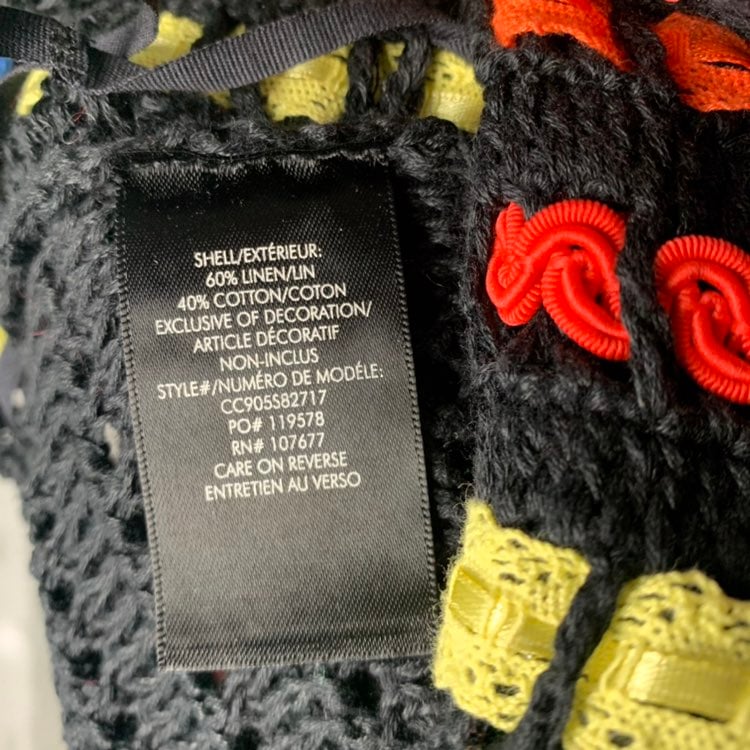 SHELL/EXTÉRIEUR:
60% LINEN/LIN
40% COTTON/COTON
EXCLUSIVE OF DECORATION/
ARTICLE DÉCORATIF
NON-INCLUS
STYLE#/NUMÉRO DE MODÉLE:
CC905S82717
PO# 119578
RN# 107677
CARE ON REVERSE
ENTRETIEN AU VERSO